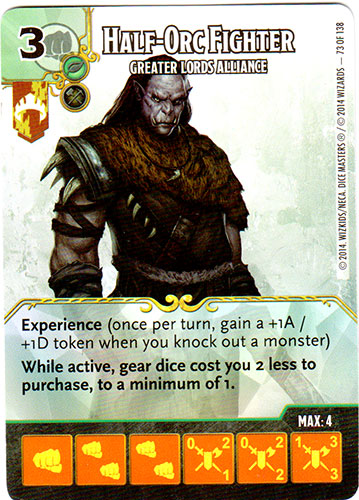 3
Half-Orc Fighter
Greater Lords Alliance
73 OF 138
© 2014. WIZKIDS/NECA. DICE MASTERS® / © 2014 WIZARDS
Experience (once per turn, gain a +1A /
+1D token when you knock out a monster)
While active, gear dice cost you 2 less to
purchase, to a minimum of 1.
MAX: 4
0 2 1
0 2 2
1 3 3